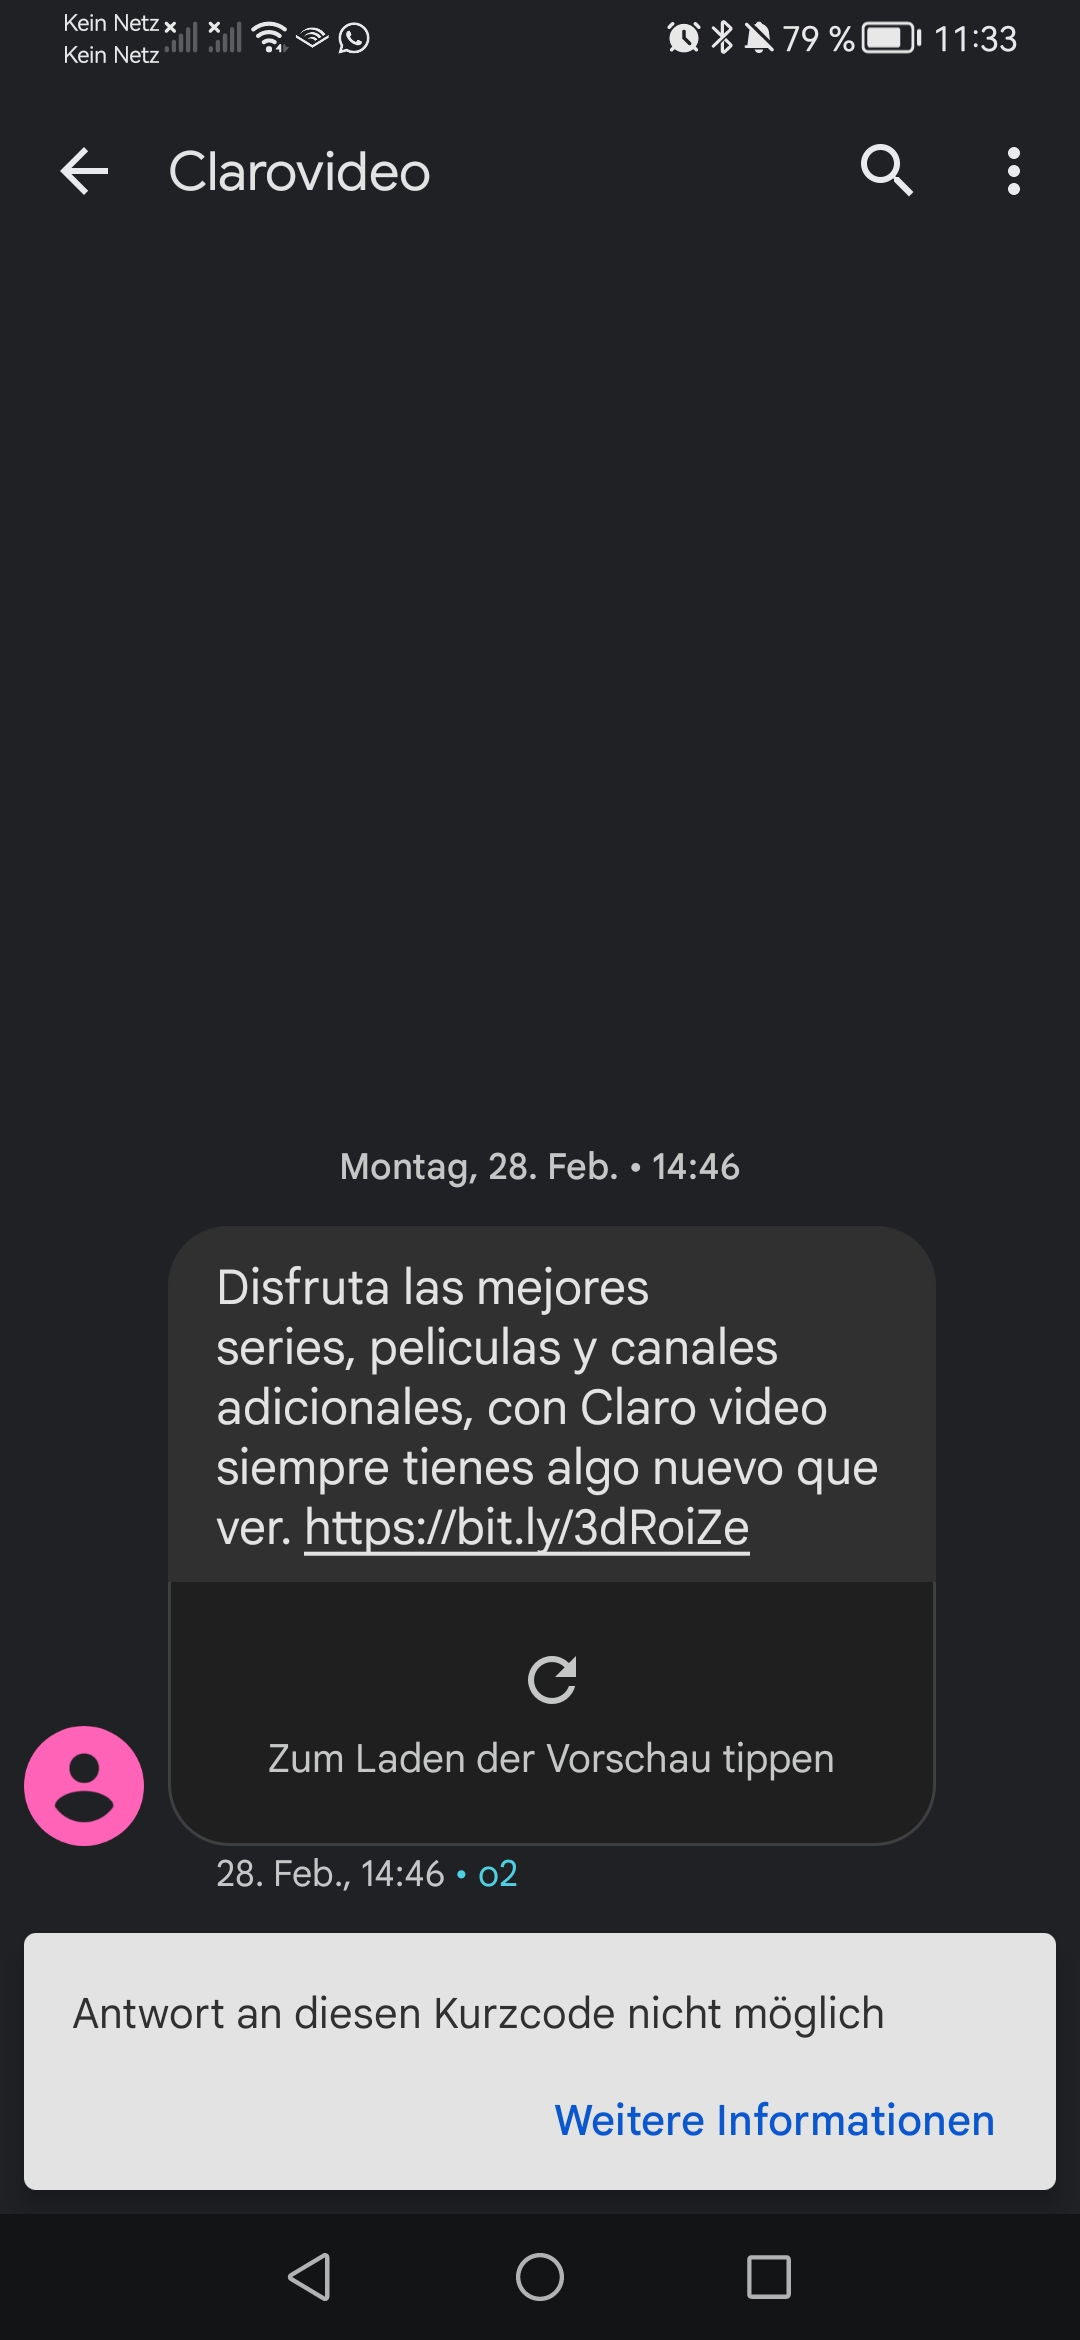 Kein Netz
Kein Netz
79 % 11:33
Clarovideo
Montag, 28. Feb. • 14:46
Disfruta las mejores
series, peliculas y canales
adicionales, con Claro video
siempre tienes algo nuevo que
ver. https://bit.ly/3dRoiZe
Zum Laden der Vorschau tippen
28. Feb., 14:46 • o2
Antwort an diesen Kurzcode nicht möglich
Weitere Informationen